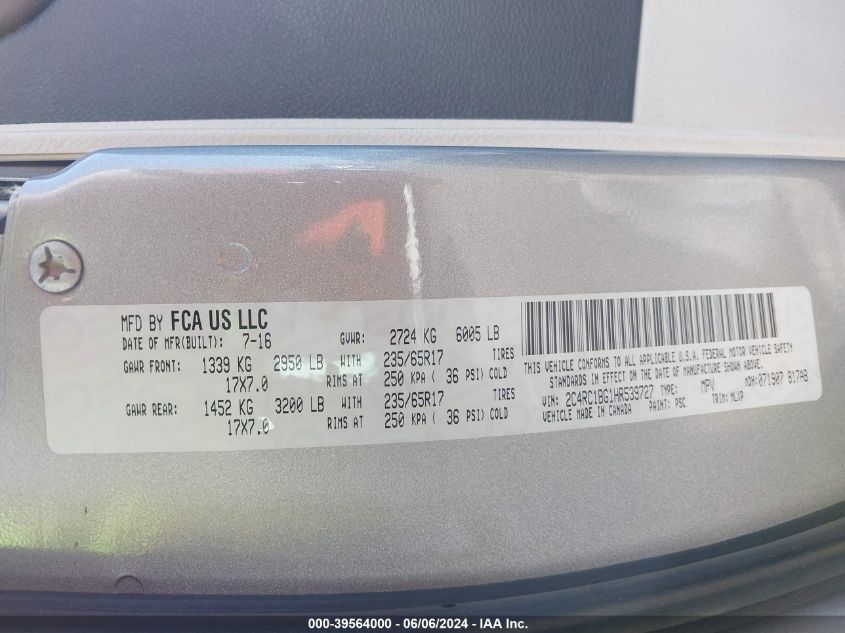 MFD BY FCA US LLC
DATE OF MFR(BUILT): 7-16 GVWR: 2724 KG 6005 LB
GAWR FRONT: 1339 KG 2950 LB WITH 235/65R17 TIRES
17X7.0 RIMS AT 250 KPA ( 36 PSI) COLD
GAWR REAR: 1452 KG 3200 LB WITH 235/65R17 TIRES
17X7.0 RIMS AT 250 KPA ( 36 PSI) COLD
THIS VEHICLE CONFORMS TO ALL APPLICABLE U.S.A. FEDERAL MOTOR VEHICLE SAFETY
STANDARDS IN EFFECT ON THE DATE OF MANUFACTURE SHOWN ABOVE.
VIN: 2C4RC1BG1HR539727 TYPE: MPV MDH: 071907 817AB
VEHICLE MADE IN CANADA PAINT: PSC TRIM: MLXP
000-39564000 - 06/06/2024 - IAA Inc.